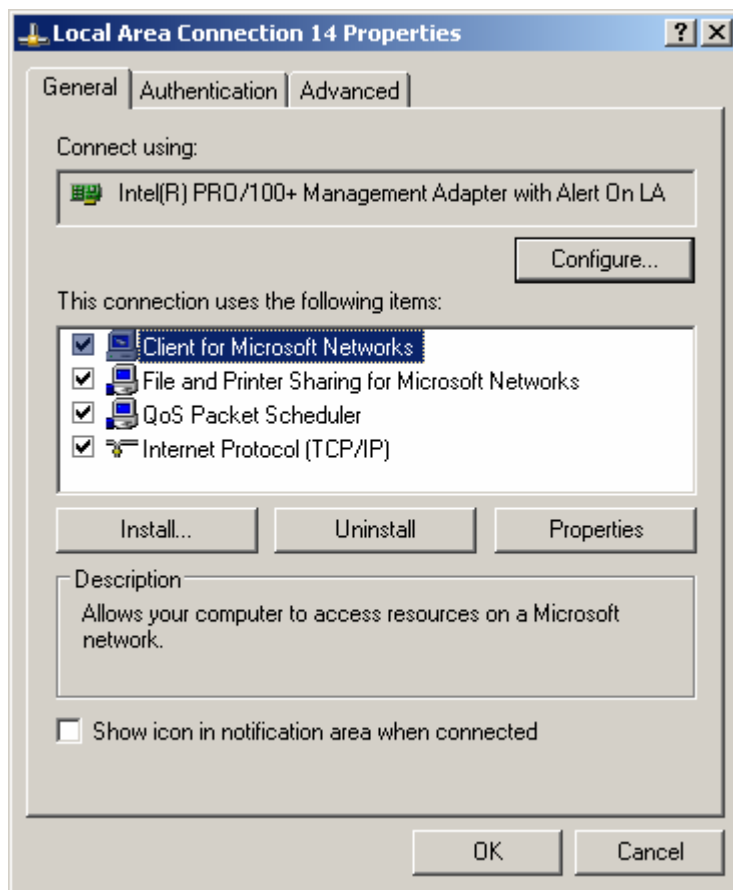 Local Area Connection 14 Properties
General Authentication Advanced
Connect using:
Intel(R) PRO/100+ Management Adapter with Alert On LA
Configure...
This connection uses the following items:
Client for Microsoft Networks
File and Printer Sharing for Microsoft Networks
QoS Packet Scheduler
Internet Protocol (TCP/IP)
Install... Uninstall Properties
Description
Allows your computer to access resources on a Microsoft
network.
Show icon in notification area when connected
OK Cancel